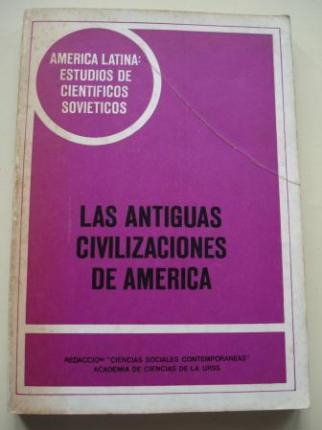 AMERICA LATINA:
ESTUDIOS DE
CIENTIFICOS
SOVIETICOS
LAS ANTIGUAS
CIVILIZACIONES
DE AMERICA
REDACCION "CIENCIAS SOCIALES CONTEMPORANEAS"
ACADEMIA DE CIENCIAS DE LA URSS